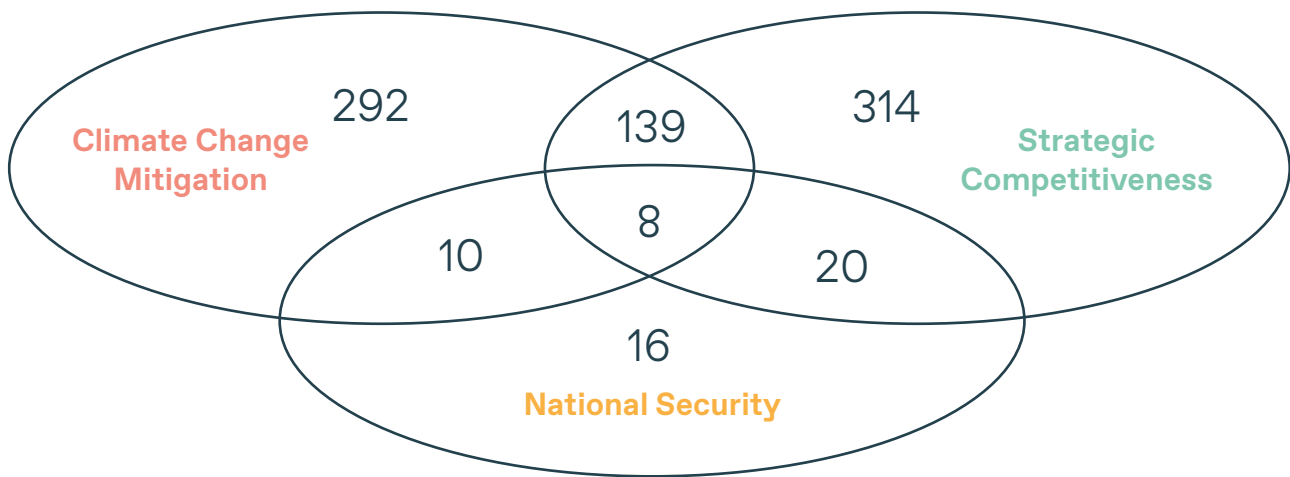 292
139
314
Climate Change
Mitigation
Strategic
Competitiveness
8
10
20
16
National Security